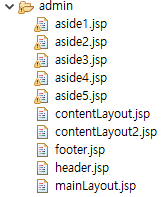 admin
aside1.jsp
aside2.jsp
aside3.jsp
aside4.jsp
aside5.jsp
contentLayout.jsp
contentLayout2.jsp
footer.jsp
header.jsp
mainLayout.jsp